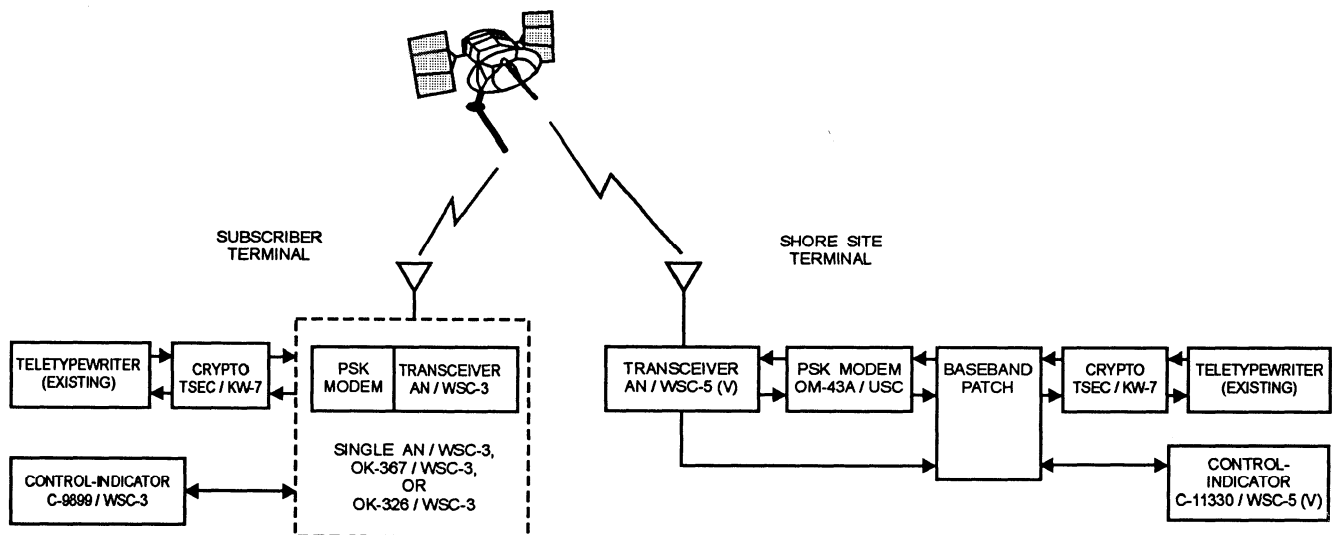 SUBSCRIBER
TERMINAL
SHORE SITE
TERMINAL
TELETYPEWRITER
(EXISTING)
CRYPTO
TSEC / KW-7
PSK
MODEM
TRANSCEIVER
AN / WSC-3
SINGLE AN / WSC-3,
OK-367 / WSC-3,
OR
OK-326 / WSC-3
CONTROL-INDICATOR
C-9899 / WSC-3
TRANSCEIVER
AN / WSC-5 (V)
PSK MODEM
OM-43A / USC
BASEBAND
PATCH
CRYPTO
TSEC / KW-7
TELETYPEWRITER
(EXISTING)
CONTROL-
INDICATOR
C-11330 / WSC-5 (V)